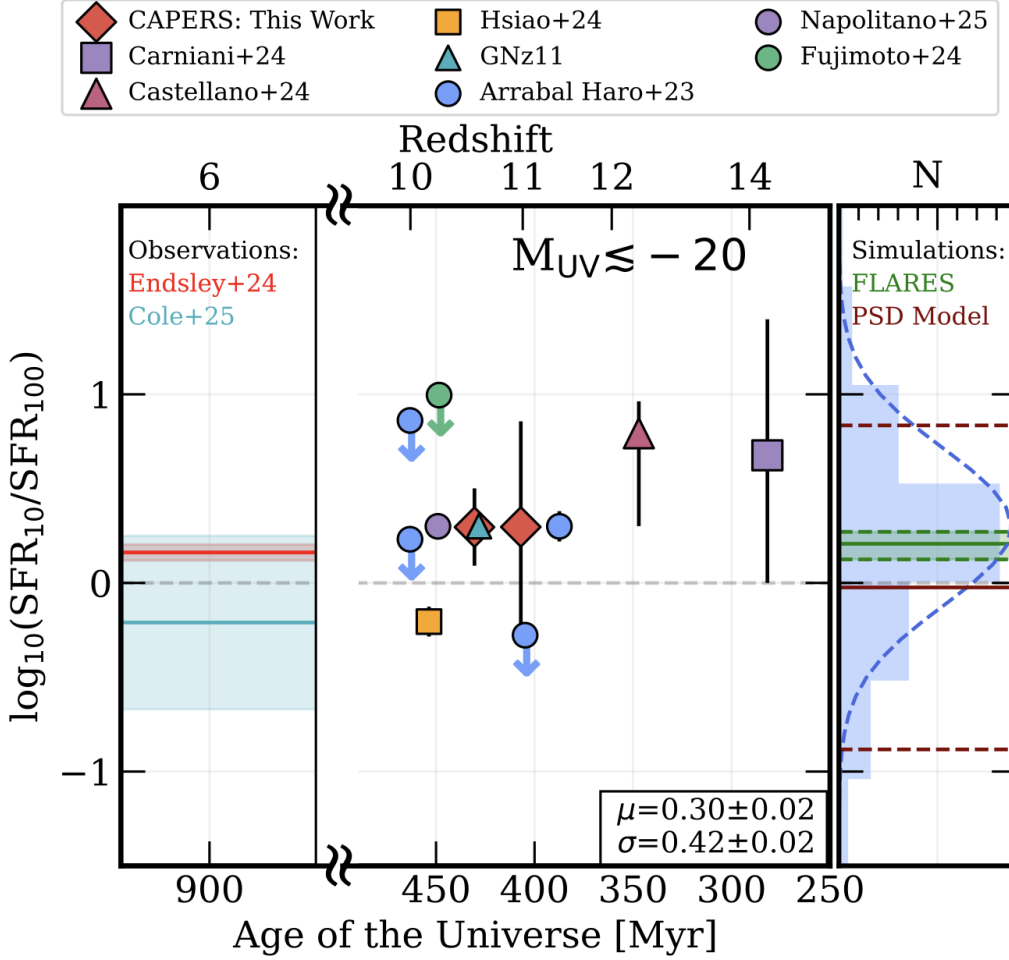 CAPERS: This Work
Hsiao+24
Napolitano+25
Carniani+24
GNz11
Fujimoto+24
Castellano+24
Arrabal Haro+23
Redshift
6
10
11
12
14
N
Observations:
Endsley+24
Cole+25
M_UV ≲ −20
Simulations:
FLARES
PSD Model
log₁₀(SFR₁₀/SFR₁₀₀)
1
0
−1
μ=0.30±0.02
σ=0.42±0.02
900
450
400
350
300
250
Age of the Universe [Myr]